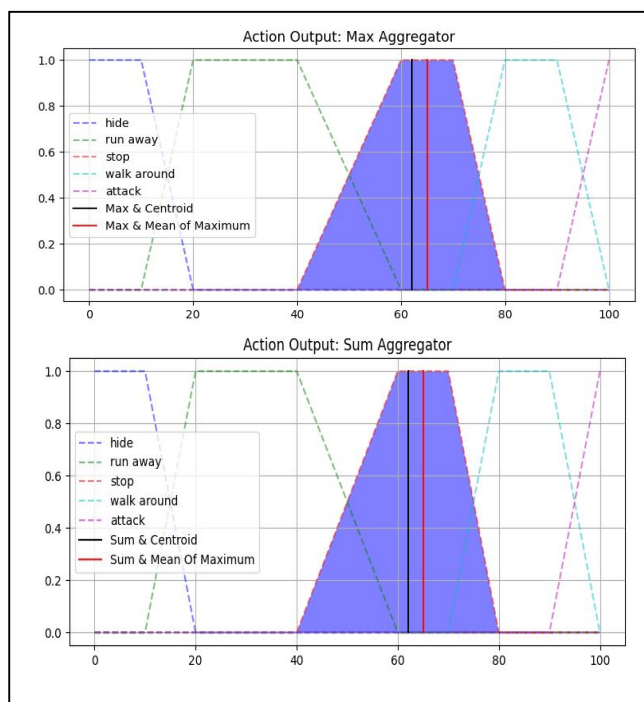 Action Output: Max Aggregator
1.0
0.8
0.6
0.4
0.2
0.0
hide
run away
stop
walk around
attack
Max & Centroid
Max & Mean of Maximum
0 20 40 60 80 100
Action Output: Sum Aggregator
1.0
0.8
0.6
0.4
0.2
0.0
hide
run away
stop
walk around
attack
Sum & Centroid
Sum & Mean Of Maximum
0 20 40 60 80 100